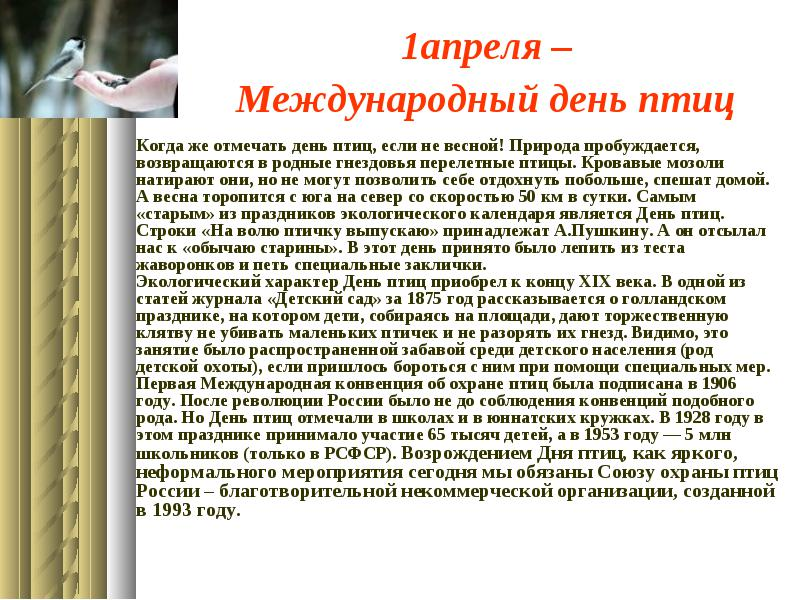 1апреля –
Международный день птиц
Когда же отмечать день птиц, если не весной! Природа пробуждается,
возвращаются в родные гнездовья перелетные птицы. Кровавые мозоли
натирают они, но не могут позволить себе отдохнуть побольше, спешат домой.
А весна торопится с юга на север со скоростью 50 км в сутки. Самым
«старым» из праздников экологического календаря является День птиц.
Строки «На волю птичку выпускаю» принадлежат А.Пушкину. А он отсылал
нас к «обычаю старины». В этот день принято было лепить из теста
жаворонков и петь специальные заклички.
Экологический характер День птиц приобрел к концу XIX века. В одной из
статей журнала «Детский сад» за 1875 год рассказывается о голландском
празднике, на котором дети, собираясь на площади, дают торжественную
клятву не убивать маленьких птичек и не разорять их гнезд. Видимо, это
занятие было распространенной забавой среди детского населения (род
детской охоты), если пришлось бороться с ним при помощи специальных мер.
Первая Международная конвенция об охране птиц была подписана в 1906
году. После революции России было не до соблюдения конвенций подобного
рода. Но День птиц отмечали в школах и в юннатских кружках. В 1928 году в
этом празднике принимало участие 65 тысяч детей, а в 1953 году — 5 млн
школьников (только в РСФСР). Возрождением Дня птиц, как яркого,
неформального мероприятия сегодня мы обязаны Союзу охраны птиц
России – благотворительной некоммерческой организации, созданной
в 1993 году.